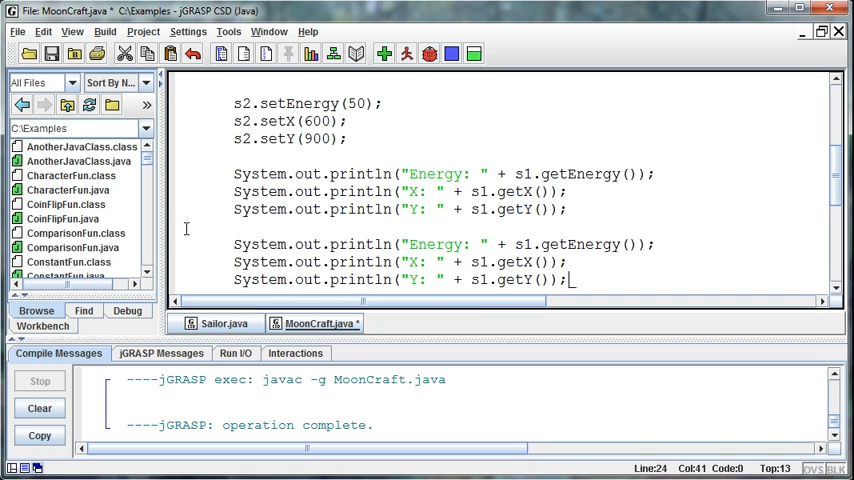 File: MoonCraft.java *  C:\Examples - jGRASP CSD (Java)
File Edit View Build Project Settings Tools Window Help
All Files Sort By N...
C:\Examples
AnotherJavaClass.class
AnotherJavaClass.java
CharacterFun.class
CharacterFun.java
CoinFlipFun.class
CoinFlipFun.java
ComparisonFun.class
ComparisonFun.java
ConstantFun.class
ConstantFun.java
Browse Find Debug
Workbench
s2.setEnergy(50);
s2.setX(600);
s2.setY(900);
System.out.println("Energy: " + s1.getEnergy());
System.out.println("X: " + s1.getX());
System.out.println("Y: " + s1.getY());
System.out.println("Energy: " + s1.getEnergy());
System.out.println("X: " + s1.getX());
System.out.println("Y: " + s1.getY());
Sailor.java MoonCraft.java *
Compile Messages jGRASP Messages Run I/O Interactions
Stop
Clear
Copy
----jGRASP exec: javac -g MoonCraft.java
----jGRASP: operation complete.
Line:24 Col:41 Code:0 Top:13 OVS BLK